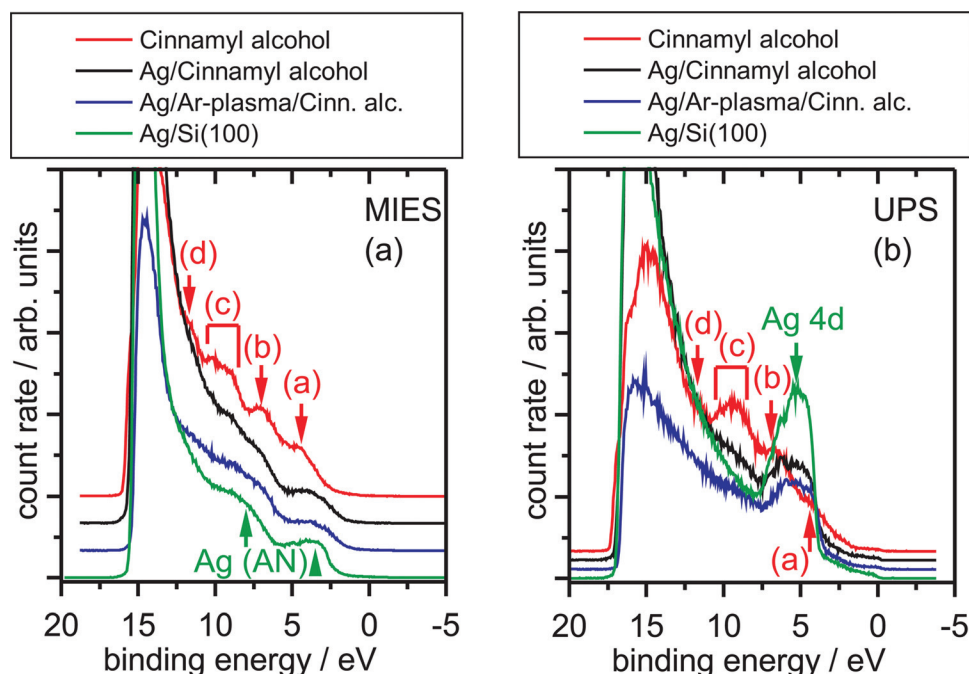 Cinnamyl alcohol
Ag/Cinnamyl alcohol
Ag/Ar-plasma/Cinn. alc.
Ag/Si(100)
MIES
(a)
(d)
(c)
(b)
(a)
Ag (AN)
count rate / arb. units
20 15 10 5 0 -5
binding energy / eV
Cinnamyl alcohol
Ag/Cinnamyl alcohol
Ag/Ar-plasma/Cinn. alc.
Ag/Si(100)
UPS
(b)
Ag 4d
(d)
(c)
(b)
(a)
count rate / arb. units
20 15 10 5 0 -5
binding energy / eV